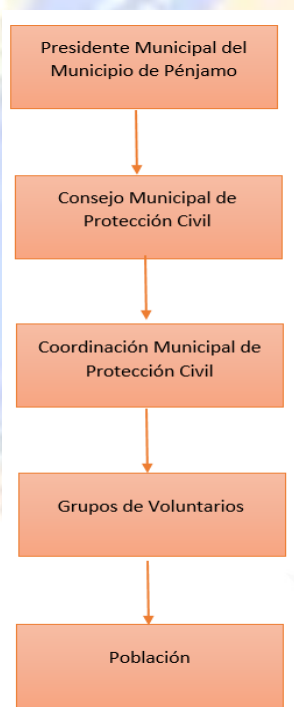 Presidente Municipal del
Municipio de Pénjamo
Consejo Municipal de
Protección Civil
Coordinación Municipal de
Protección Civil
Grupos de Voluntarios
Población